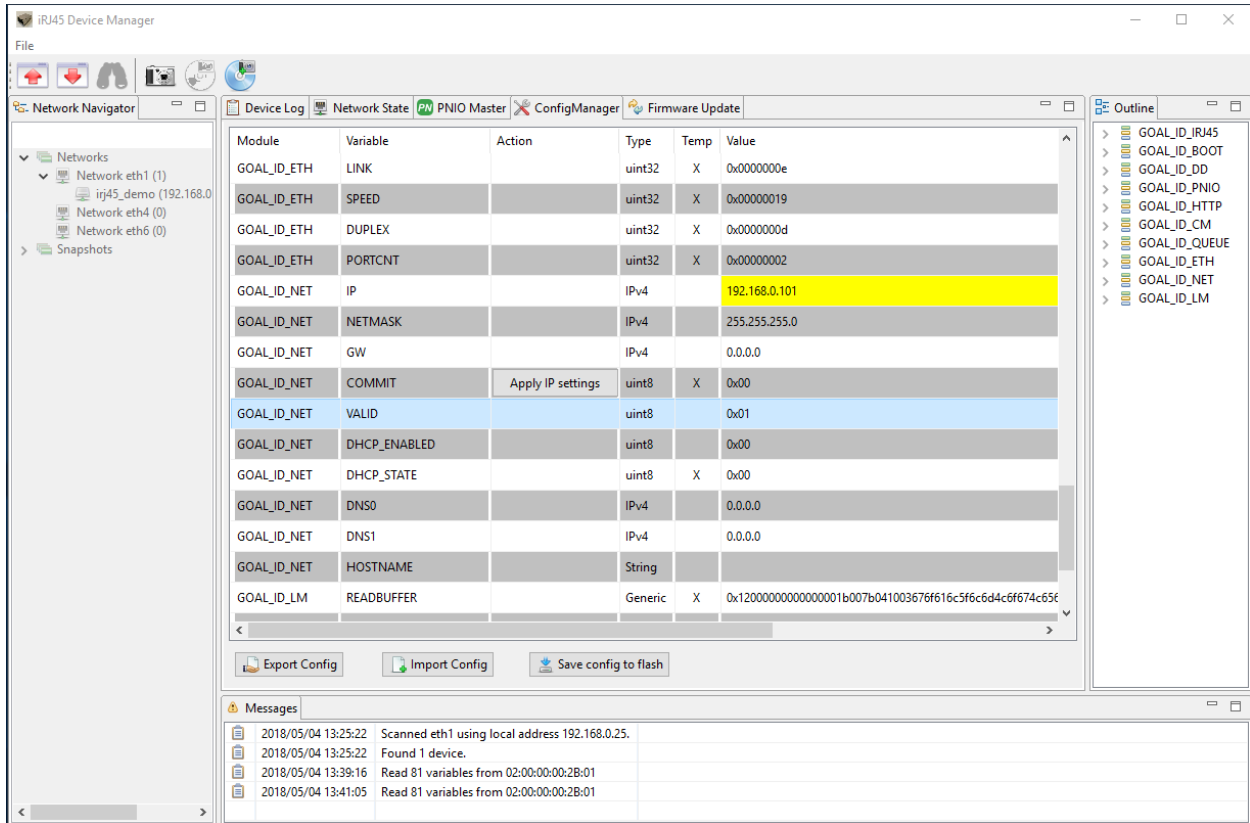 iRJ45 Device Manager
File
Network Navigator
Networks
Network eth1 (1)
irj45_demo (192.168.0
Network eth4 (0)
Network eth6 (0)
Snapshots
Device Log Network State PN PNIO Master ConfigManager Firmware Update
Module Variable Action Type Temp Value
GOAL_ID_ETH LINK uint32 X 0x0000000e
GOAL_ID_ETH SPEED uint32 X 0x00000019
GOAL_ID_ETH DUPLEX uint32 X 0x0000000d
GOAL_ID_ETH PORTCNT uint32 X 0x00000002
GOAL_ID_NET IP IPv4 192.168.0.101
GOAL_ID_NET NETMASK IPv4 255.255.255.0
GOAL_ID_NET GW IPv4 0.0.0.0
GOAL_ID_NET COMMIT Apply IP settings uint8 X 0x00
GOAL_ID_NET VALID uint8 0x01
GOAL_ID_NET DHCP_ENABLED uint8 0x00
GOAL_ID_NET DHCP_STATE uint8 X 0x00
GOAL_ID_NET DNS0 IPv4 0.0.0.0
GOAL_ID_NET DNS1 IPv4 0.0.0.0
GOAL_ID_NET HOSTNAME String
GOAL_ID_LM READBUFFER Generic X 0x12000000000000001b007b041003676f616c5f6c6d4c6f674c656
Export Config Import Config Save config to flash
Outline
GOAL_ID_IRJ45
GOAL_ID_BOOT
GOAL_ID_DD
GOAL_ID_PNIO
GOAL_ID_HTTP
GOAL_ID_CM
GOAL_ID_QUEUE
GOAL_ID_ETH
GOAL_ID_NET
GOAL_ID_LM
Messages
2018/05/04 13:25:22 Scanned eth1 using local address 192.168.0.25.
2018/05/04 13:25:22 Found 1 device.
2018/05/04 13:39:16 Read 81 variables from 02:00:00:00:2B:01
2018/05/04 13:41:05 Read 81 variables from 02:00:00:00:2B:01